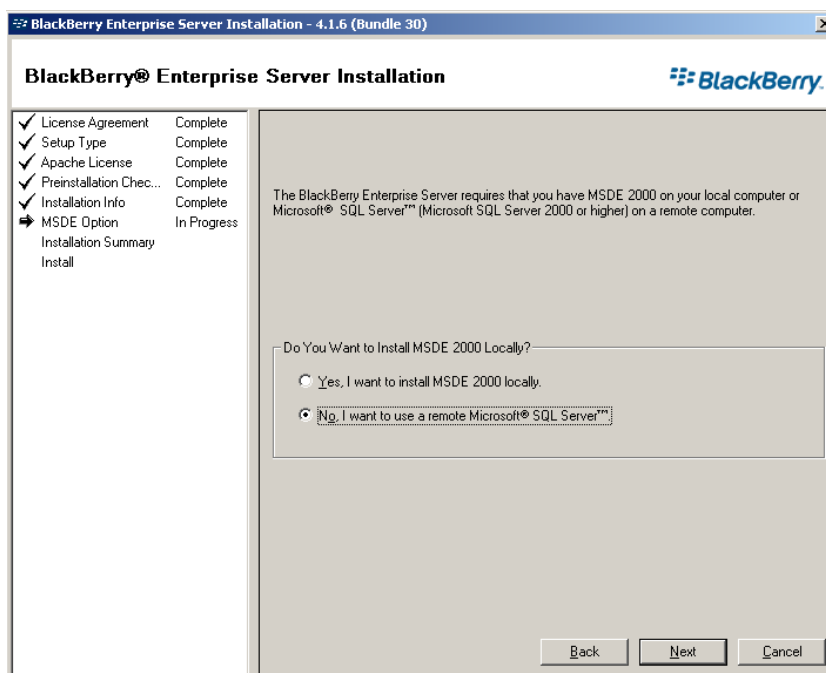 BlackBerry Enterprise Server Installation - 4.1.6 (Bundle 30)
BlackBerry® Enterprise Server Installation
BlackBerry.
License Agreement Complete
Setup Type Complete
Apache License Complete
Preinstallation Chec... Complete
Installation Info Complete
MSDE Option In Progress
Installation Summary
Install
The BlackBerry Enterprise Server requires that you have MSDE 2000 on your local computer or
Microsoft® SQL Server™ (Microsoft SQL Server 2000 or higher) on a remote computer.
Do You Want to Install MSDE 2000 Locally?
Yes, I want to install MSDE 2000 locally.
No, I want to use a remote Microsoft® SQL Server™.
Back Next Cancel